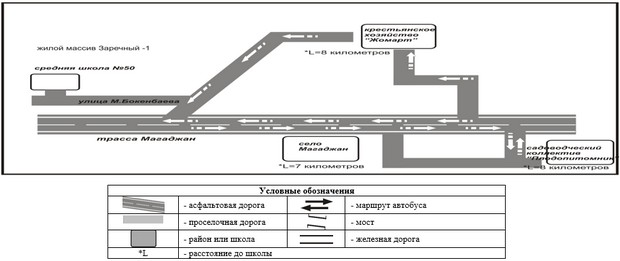 крестьянское
хозяйство
"Жомарт"
*L=8 километров
жилой массив Заречный -1
средняя школа №50
улица М.Бокенбаева
трасса Магаджан
село
Магаджан
*L=7 километров
садоводческий
коллектив
"Плодопитомник"
*L=8 километров
Условные обозначения
- асфальтовая дорога
- маршрут автобуса
- проселочная дорога
- мост
- район или школа
- железная дорога
*L
- расстояние до школы